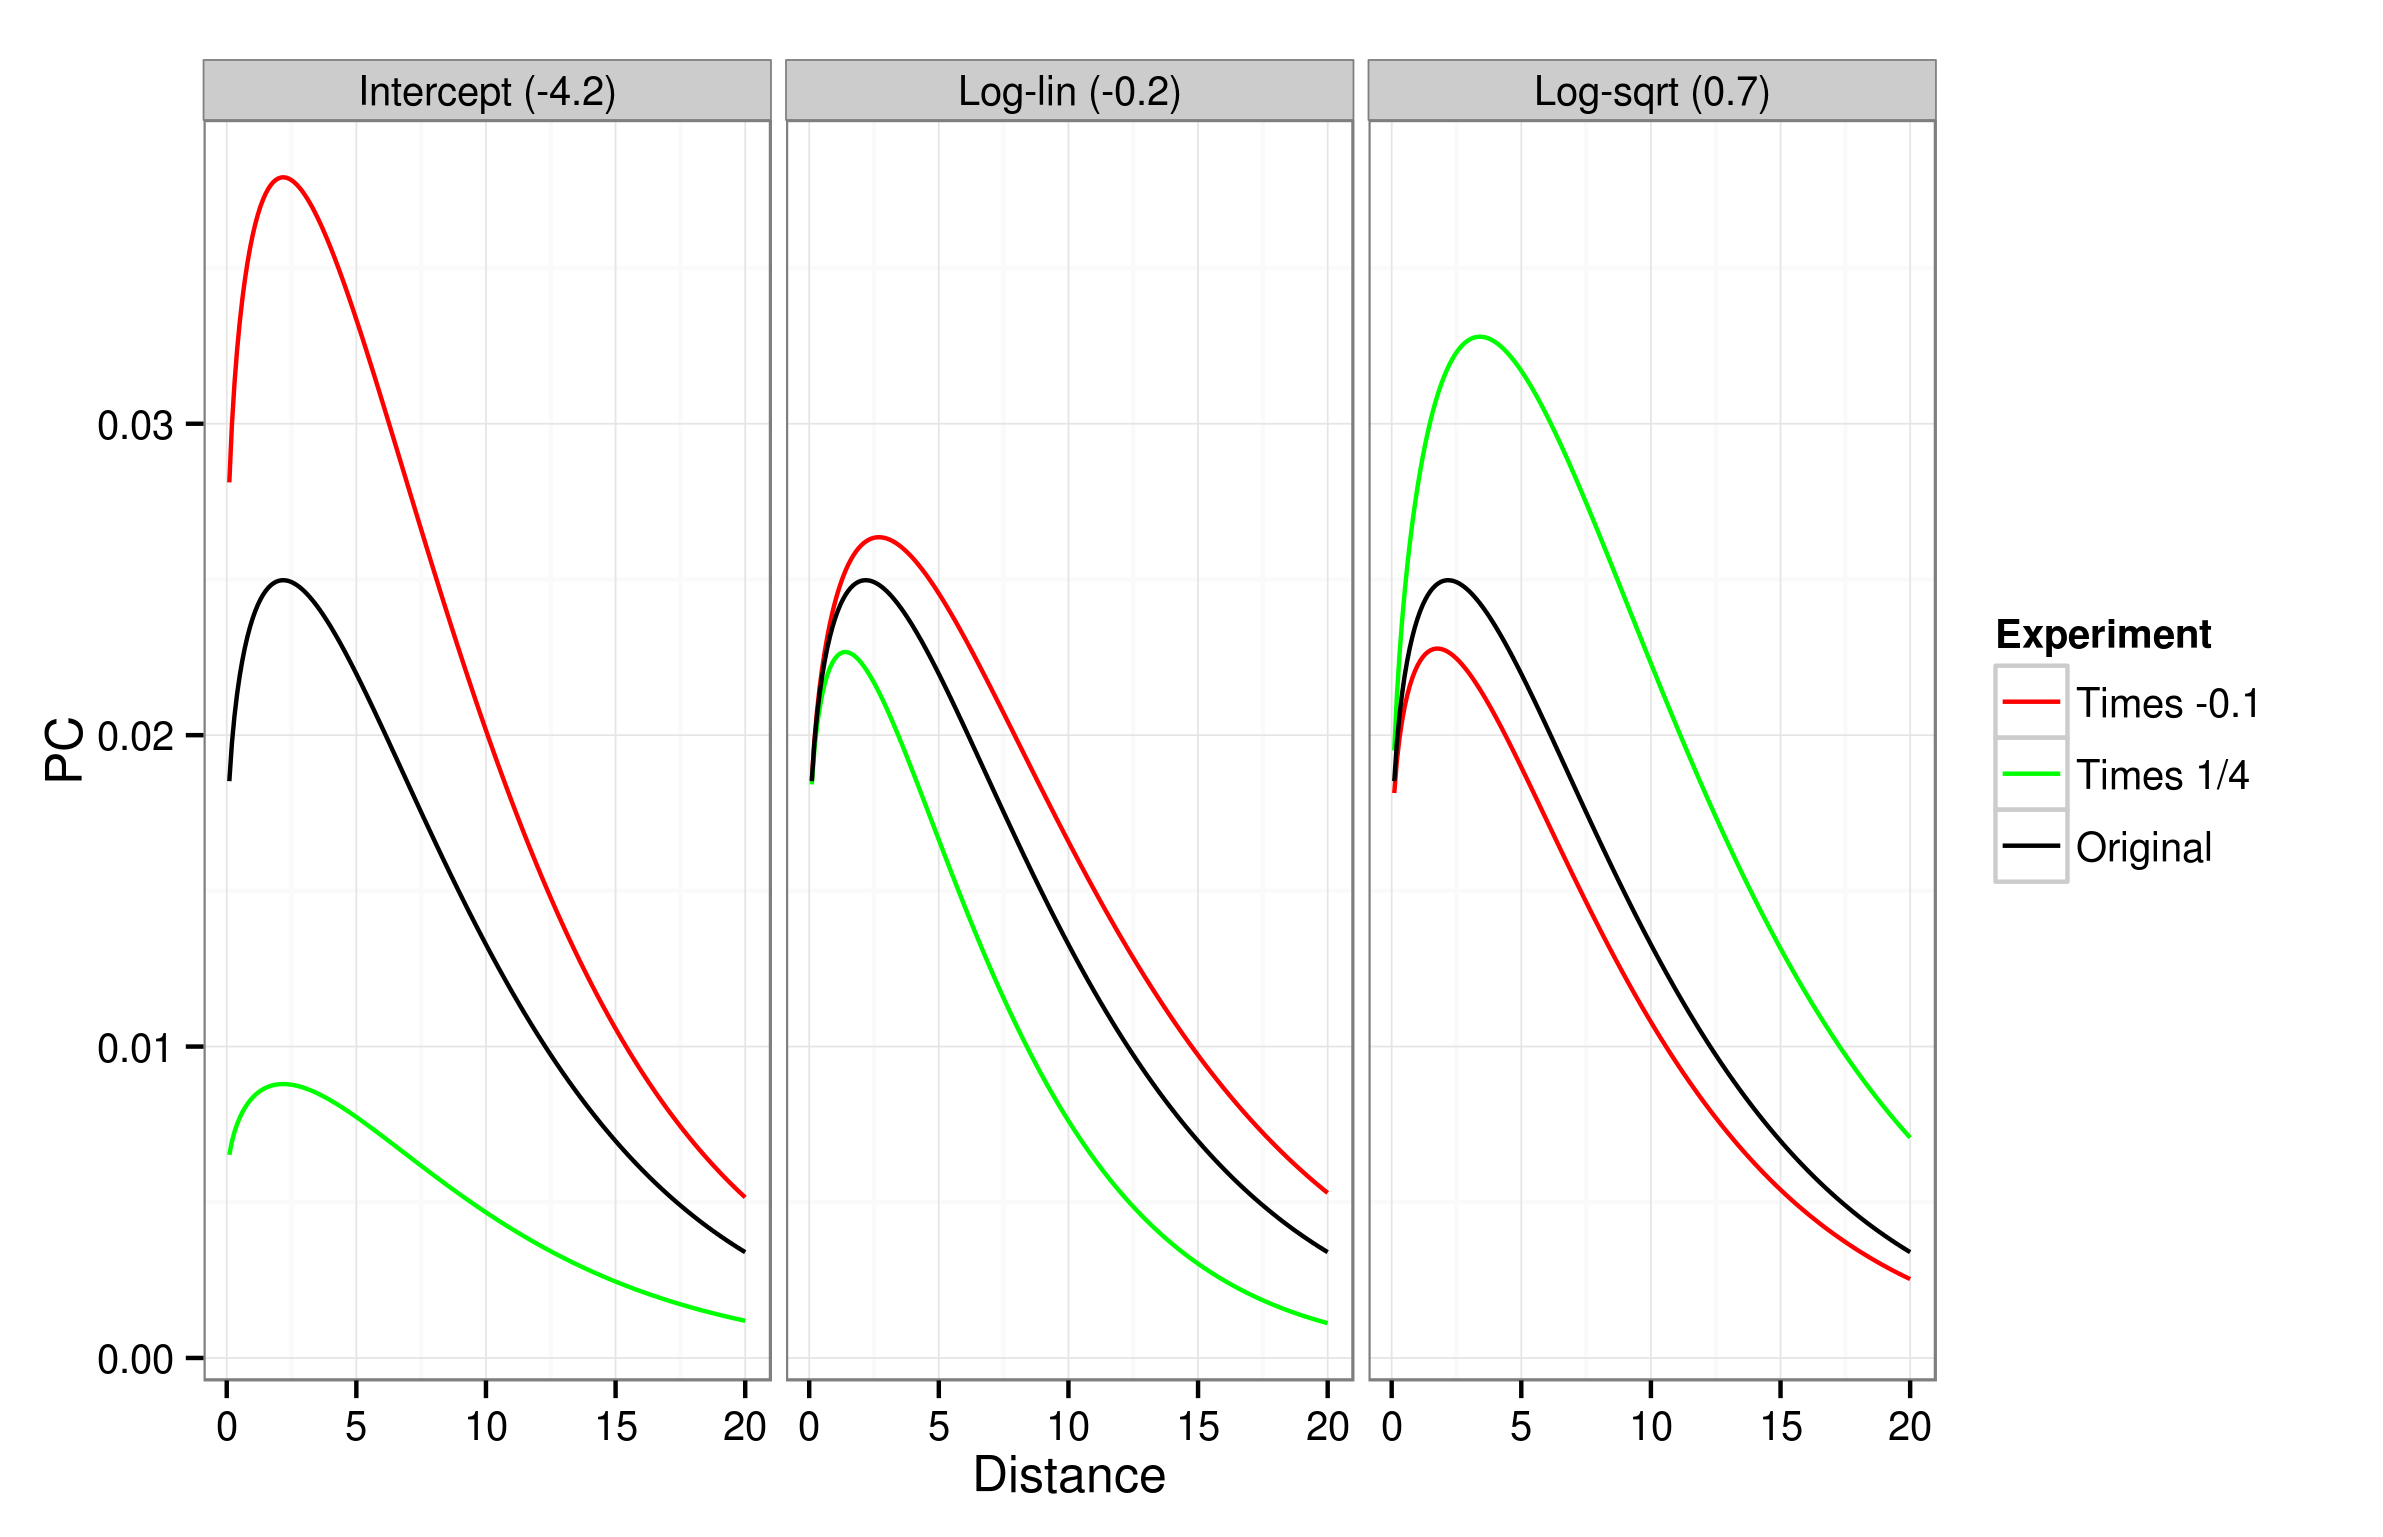 Intercept (-4.2)
Log-lin (-0.2)
Log-sqrt (0.7)
PC
0.03
0.02
0.01
0.00
0 5 10 15 20
0 5 10 15 20
0 5 10 15 20
Distance
Experiment
Times -0.1
Times 1/4
Original